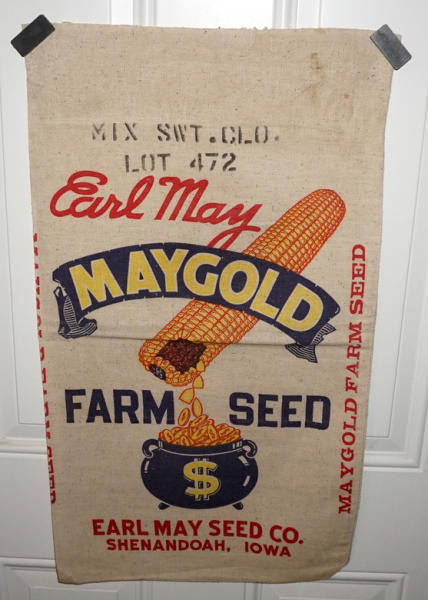 MIX SWT.CLO.
LOT 472
Earl May
MAYGOLD
FARM SEED
$
EARL MAY SEED CO.
SHENANDOAH, IOWA
MAYGOLD FARM SEED